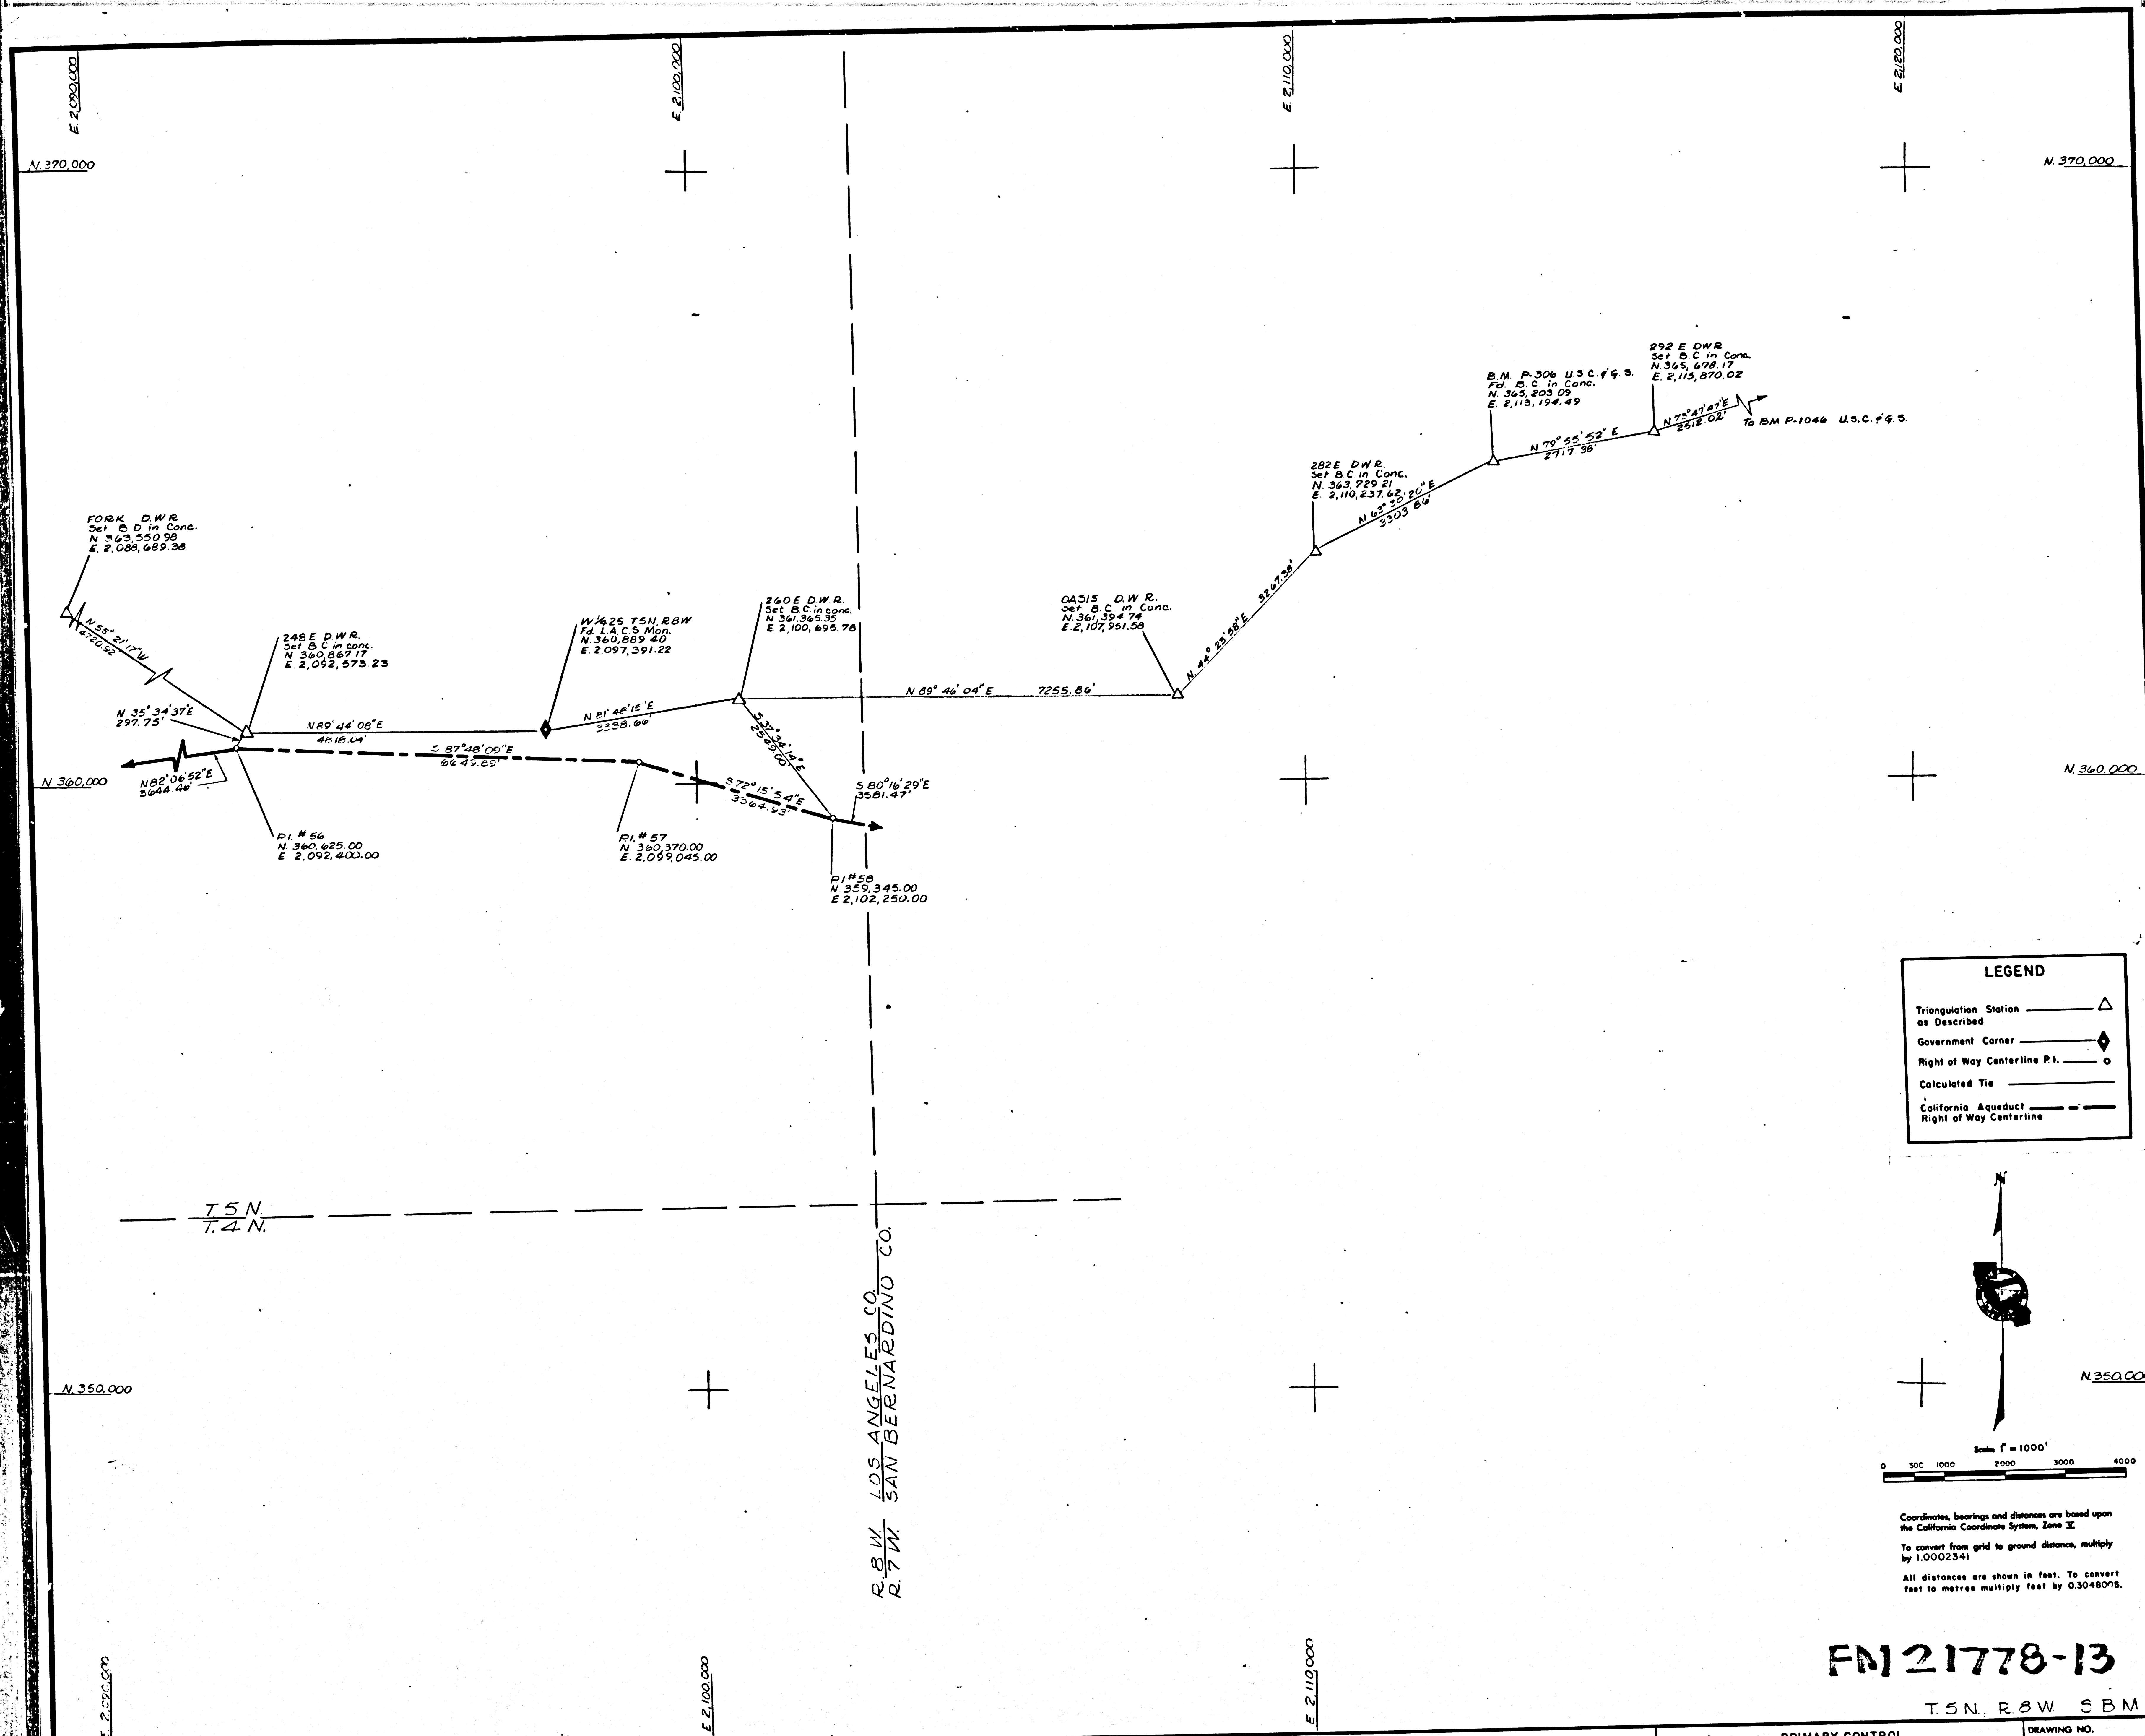 E. 2,090,000
E. 2,100,000
E. 2,110,000
E. 2,120,000
N. 370,000
N. 370,000
292 E DWR
Set B.C in Conc.
N. 365,678.17
E. 2,115,870.02
B.M. P-306 U.S.C. & G.S.
Fd. B.C. in Conc.
N. 365,203.09
E. 2,113,194.49
N 73° 47' 47" E
2512.02'
To BM P-1046 U.S.C. & G.S.
N 79° 55' 52" E
2717.36'
282 E D.W.R.
Set B.C in Conc.
N. 363,729.21
E. 2,110,237.62
N 63° 30' 20" E
3303.86'
FORK D.W.R
Set B.D in Conc.
N 363,550.98
E. 2,088,689.38
N 55° 21' 17" W
4720.92
248 E D.W.R.
Set B.C in conc.
N 360,867.17
E. 2,092,573.23
W 1/4 25 T5N, R8W
Fd. L.A.C.S Mon.
N. 360,889.40
E. 2,097,391.22
260 E D.W.R.
Set B.C. in conc.
N 361,365.35
E. 2,100,695.78
OASIS D.W.R.
Set B.C in Conc.
N. 361,394.74
E. 2,107,951.58
N. 44° 23' 58" E 3267.38'
N. 35° 34' 37" E
297.75'
N 89° 44' 08" E
4818.04'
N 81° 48' 15" E
3338.66'
N 89° 46' 04" E 7255.86'
S 37° 34' 14" E
2549.00'
N 82° 06' 52" E
3644.46'
S 87° 48' 09" E
6649.89'
S 72° 15' 54" E
3364.93'
S 80° 16' 29" E
3581.47'
N. 360,000
N. 360,000
P.I. # 56
N. 360,625.00
E. 2,092,400.00
P.I. # 57
N 360,370.00
E. 2,099,045.00
P.I # 58
N 359,345.00
E 2,102,250.00
LEGEND
Triangulation Station
as Described
Government Corner
Right of Way Centerline P.I.
Calculated Tie
California Aqueduct
Right of Way Centerline
T 5 N.
T. 4 N.
R. 8 W. LOS ANGELES CO.
R. 7 W. SAN BERNARDINO CO.
N
N. 350,000
N. 350,00
Scale: 1" = 1000'
0 500 1000 2000 3000 4000
Coordinates, bearings and distances are based upon
the California Coordinate System, Zone V.
To convert from grid to ground distance, multiply
by 1.0002341
All distances are shown in feet. To convert
feet to metres multiply feet by
FM 21778-13
T. 5 N., R. 8 W. S B M
E. 2,090,000
E 2,100,000
E 2,110,000
PRIMARY CONTROL
DRAWING NO.